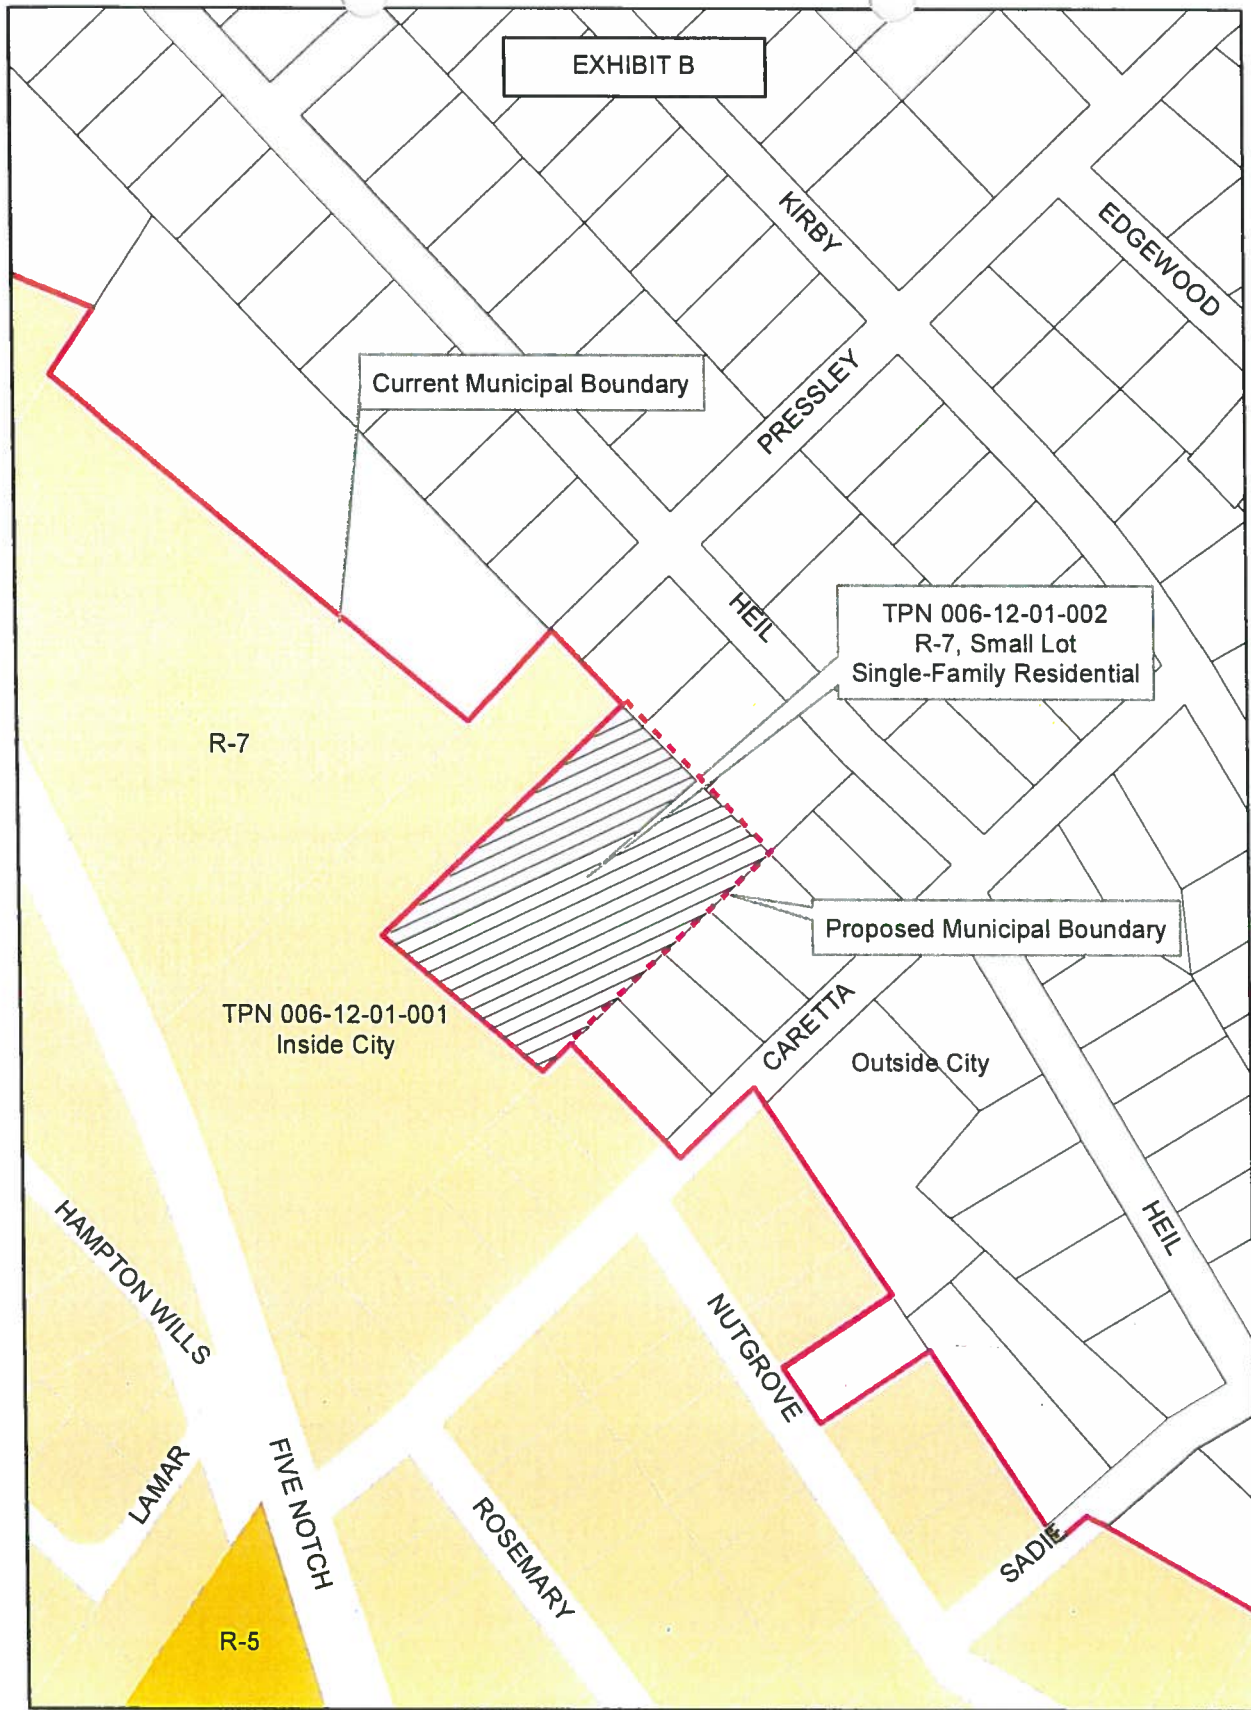 EXHIBIT B
KIRBY
EDGEWOOD
PRESSLEY
Current Municipal Boundary
HEIL
TPN 006-12-01-002
R-7, Small Lot
Single-Family Residential
R-7
Proposed Municipal Boundary
TPN 006-12-01-001
Inside City
CARETTA
Outside City
HEIL
HAMPTON WILLS
NUTGROVE
LAMAR
FIVE NOTCH
ROSEMARY
SADIE
R-5